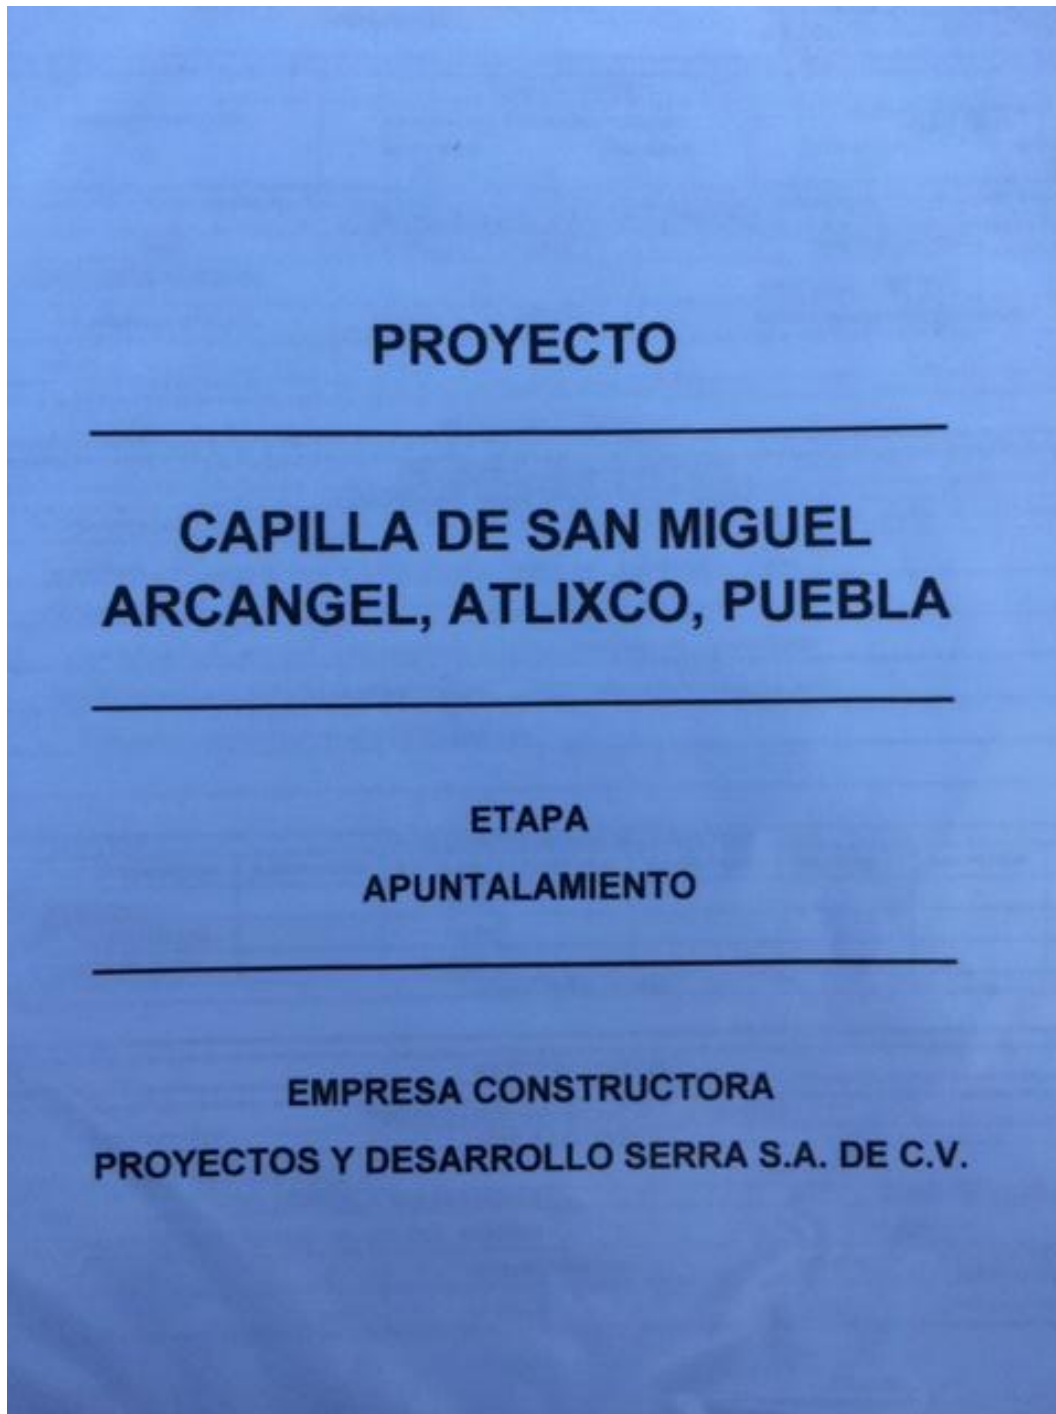 PROYECTO
CAPILLA DE SAN MIGUEL
ARCANGEL, ATLIXCO, PUEBLA
ETAPA
APUNTALAMIENTO
EMPRESA CONSTRUCTORA
PROYECTOS Y DESARROLLO SERRA S.A. DE C.V.